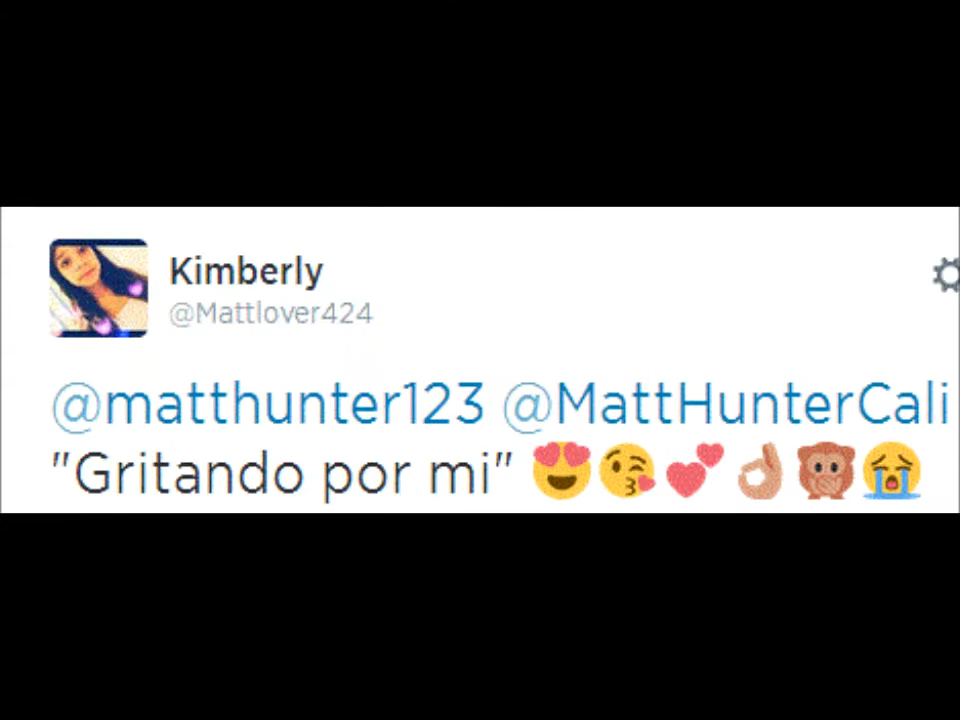 Kimberly
@Mattlover424
@matthunter123 @MattHunterCali
"Gritando por mi" 😍😘💕👌🙊😭